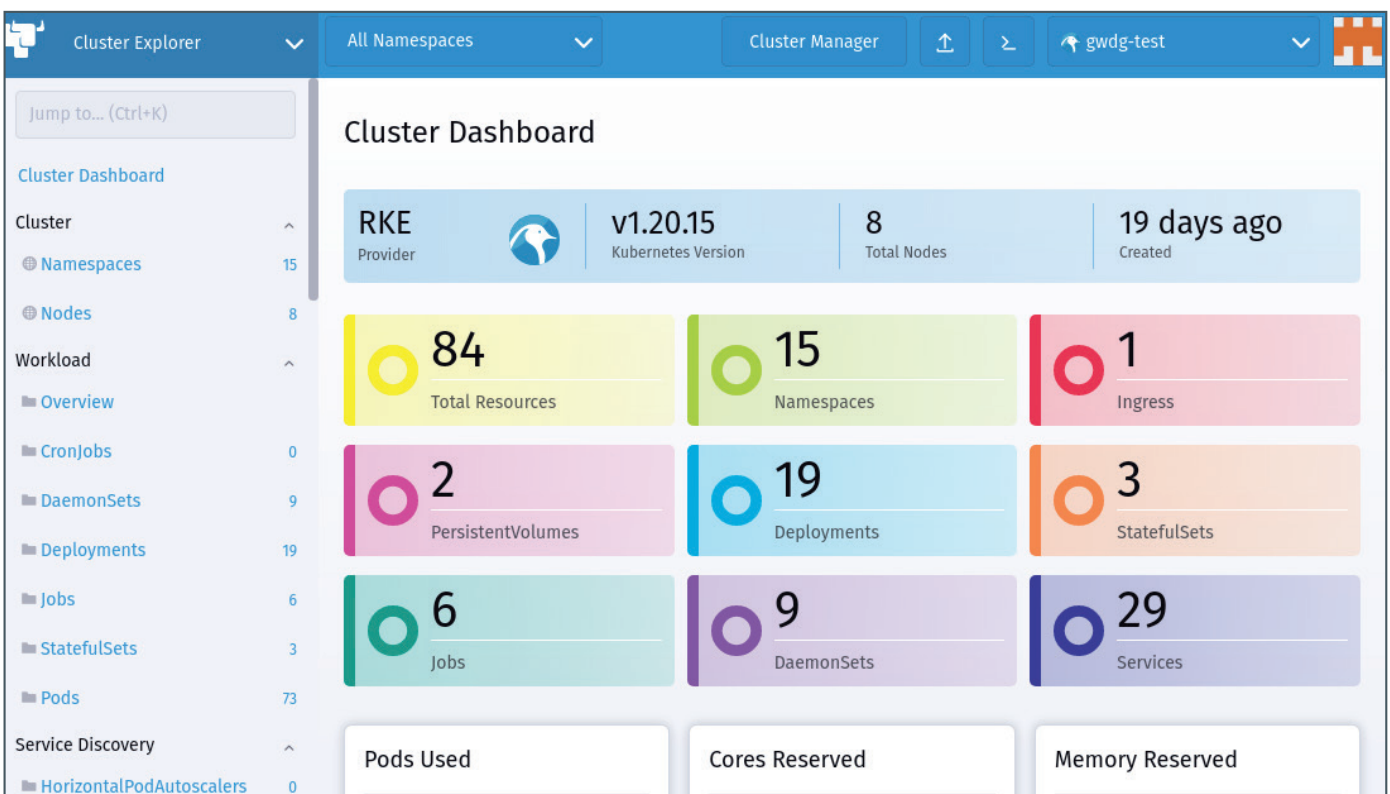 Cluster Explorer
All Namespaces
Cluster Manager
gwdg-test
Jump to... (Ctrl+K)
Cluster Dashboard
Cluster
Namespaces 15
Nodes 8
Workload
Overview
CronJobs 0
DaemonSets 9
Deployments 19
Jobs 6
StatefulSets 3
Pods 73
Service Discovery
HorizontalPodAutoscalers 0
Cluster Dashboard
RKE
Provider
v1.20.15
Kubernetes Version
8
Total Nodes
19 days ago
Created
84
Total Resources
15
Namespaces
1
Ingress
2
PersistentVolumes
19
Deployments
3
StatefulSets
6
Jobs
9
DaemonSets
29
Services
Pods Used
Cores Reserved
Memory Reserved